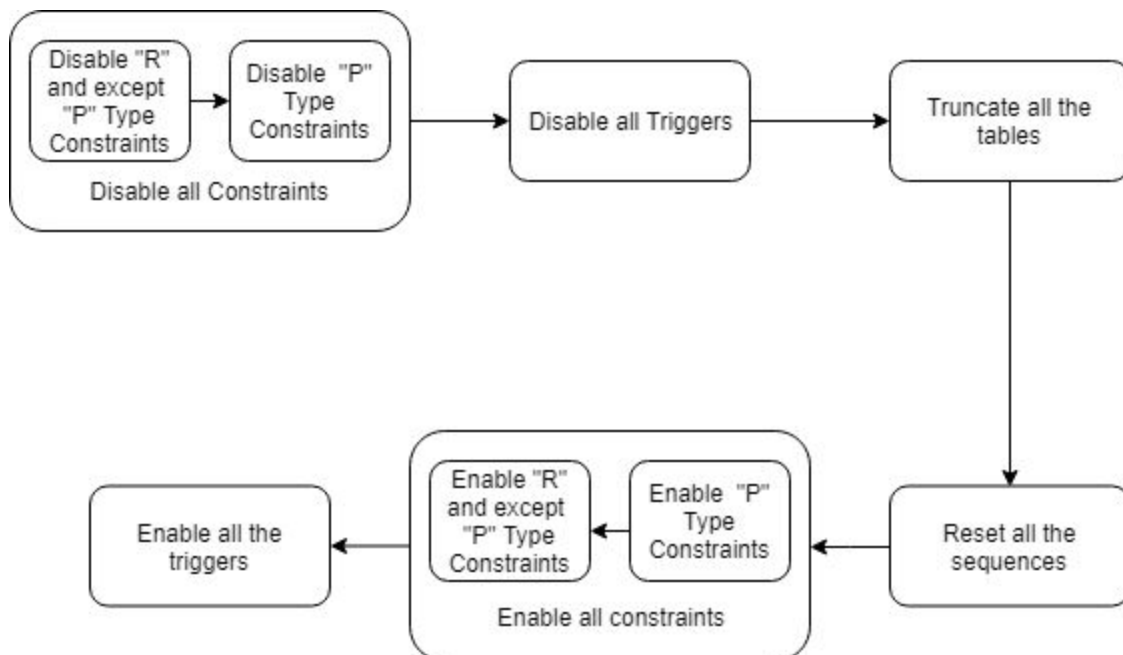 Disable "R"
and except
"P" Type
Constraints
Disable "P"
Type
Constraints
Disable all Constraints
Disable all Triggers
Truncate all the
tables
Reset all the
sequences
Enable "P"
Type
Constraints
Enable "R"
and except
"P" Type
Constraints
Enable all constraints
Enable all the
triggers